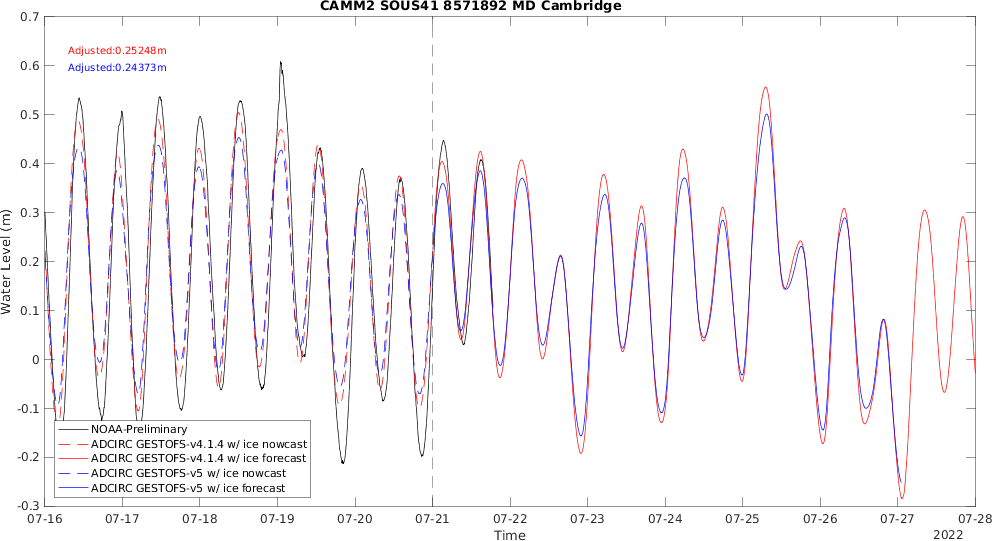 CAMM2 SOUS41 8571892 MD Cambridge
0.7
0.6
0.5
0.4
0.3
0.2
0.1
0
-0.1
-0.2
-0.3
Water Level (m)
Adjusted:0.25248m
Adjusted:0.24373m
NOAA-Preliminary
ADCIRC GESTOFS-v4.1.4 w/ ice nowcast
ADCIRC GESTOFS-v4.1.4 w/ ice forecast
ADCIRC GESTOFS-v5 w/ ice nowcast
ADCIRC GESTOFS-v5 w/ ice forecast
07-16 07-17 07-18 07-19 07-20 07-21 07-22 07-23 07-24 07-25 07-26 07-27 07-28
Time
2022